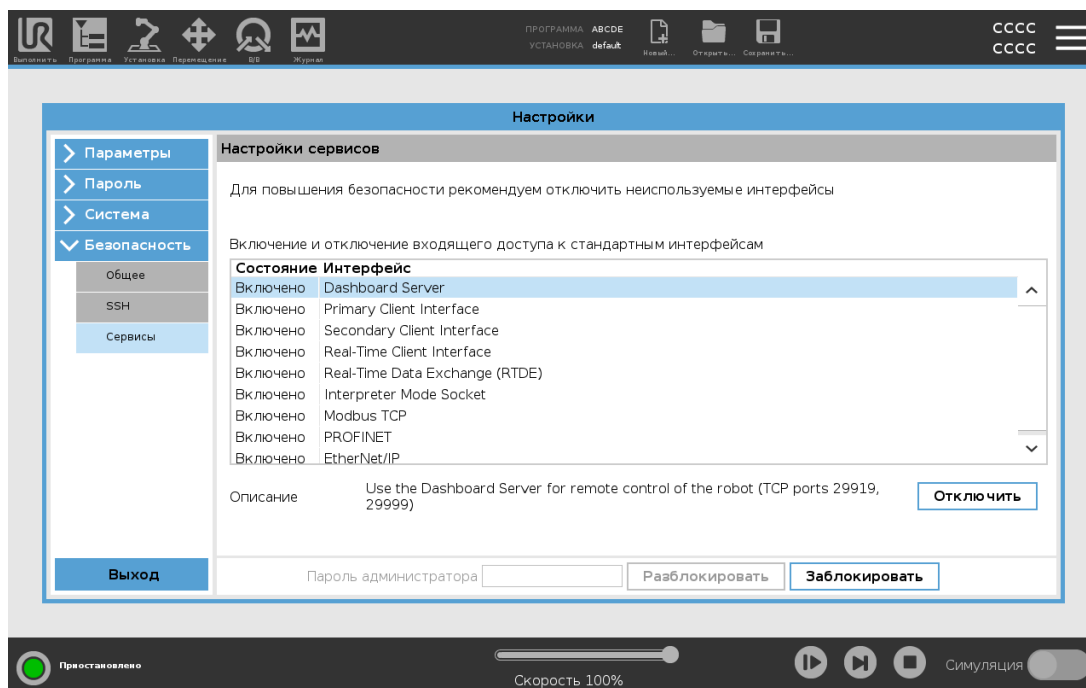 ПРОГРАММА ABCDE
УСТАНОВКА default
CCCC
CCCC
Выполнить Программа Установка Перемещение В/В Журнал Новый... Открыть... Сохранить...
Настройки
Параметры
Пароль
Система
Безопасность
Общее
SSH
Сервисы
Выход
Настройки сервисов
Для повышения безопасности рекомендуем отключить неиспользуемые интерфейсы
Включение и отключение входящего доступа к стандартным интерфейсам
Состояние Интерфейс
Включено Dashboard Server
Включено Primary Client Interface
Включено Secondary Client Interface
Включено Real-Time Client Interface
Включено Real-Time Data Exchange (RTDE)
Включено Interpreter Mode Socket
Включено Modbus TCP
Включено PROFINET
Включено EtherNet/IP
Описание
Use the Dashboard Server for remote control of the robot (TCP ports 29919,
29999)
Отключить
Пароль администратора Разблокировать Заблокировать
Приостановлено
Скорость 100%
Симуляция